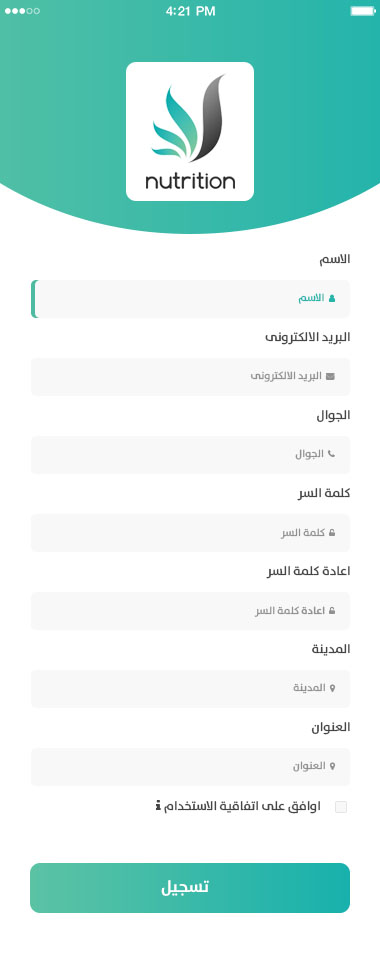 4:21 PM
nutrition
الاسم
الاسم
البريد الالكترونى
البريد الالكترونى
الجوال
الجوال
كلمة السر
كلمة السر
اعادة كلمة السر
اعادة كلمة السر
المدينة
المدينة
العنوان
العنوان
اوافق على اتفاقية الاستخدام
تسجيل